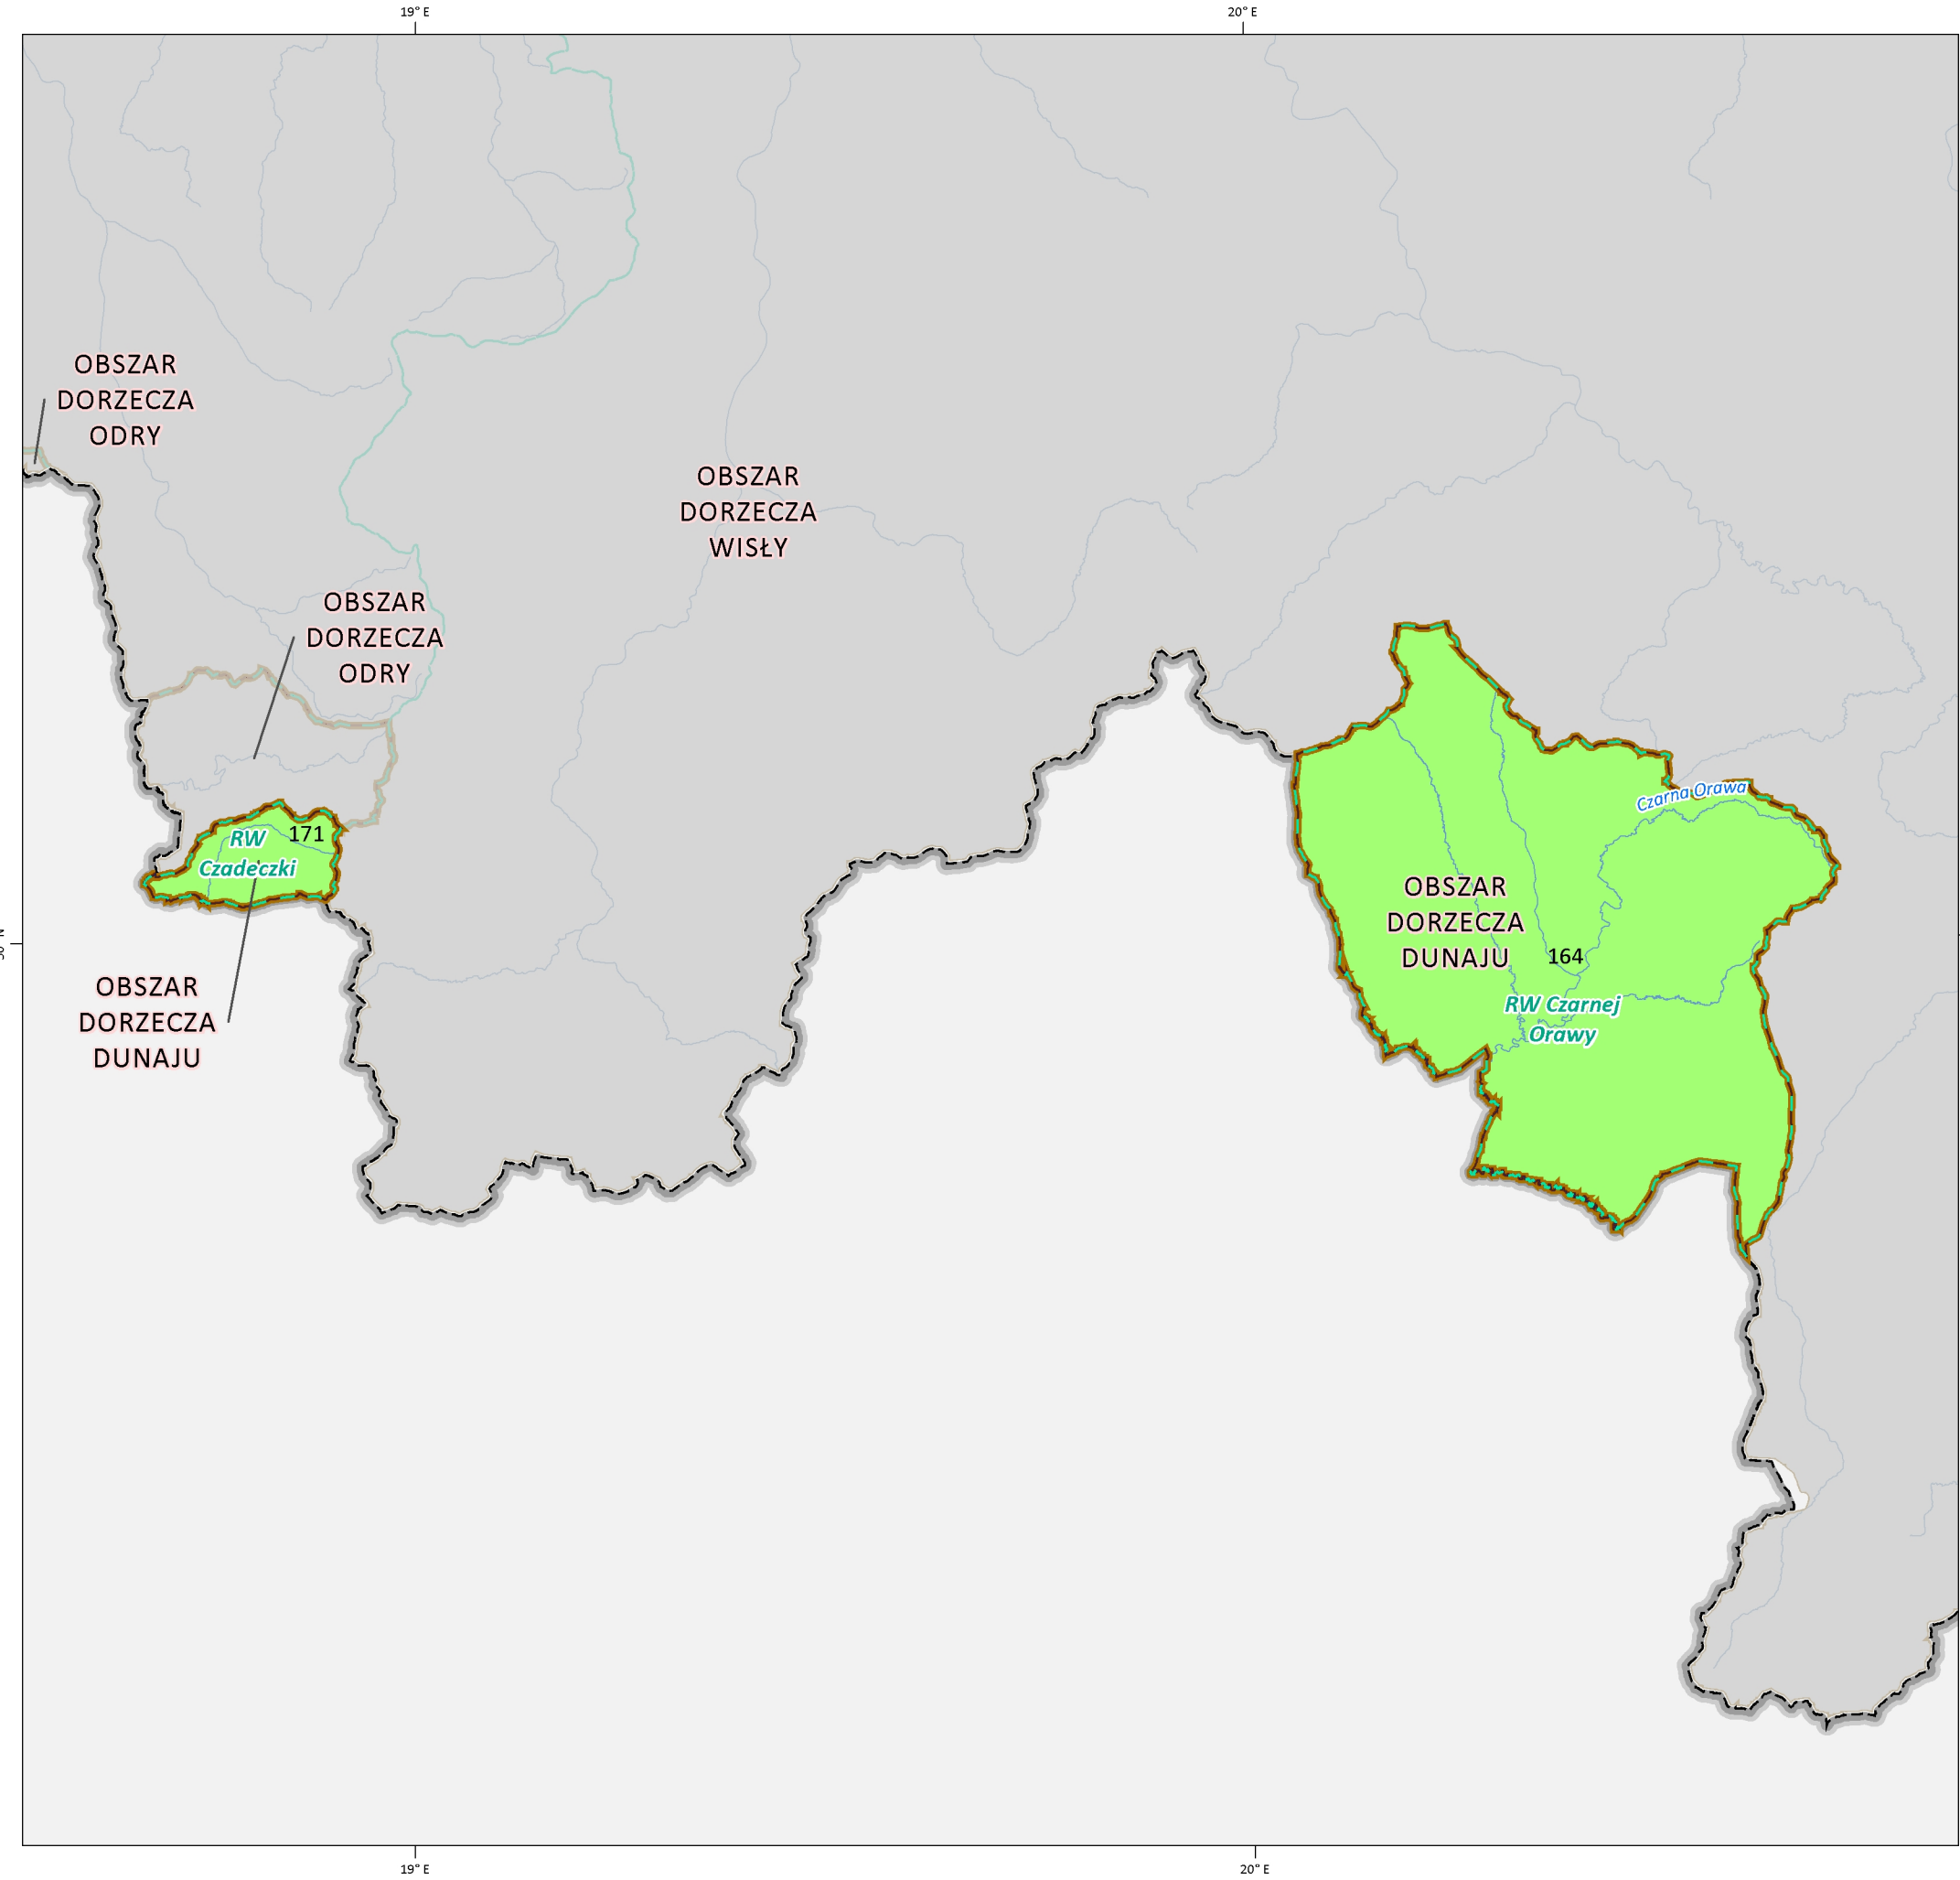 19° E
20° E
OBSZAR
DORZECZA
ODRY
OBSZAR
DORZECZA
WISŁY
OBSZAR
DORZECZA
ODRY
Czarna Orawa
171
RW
Czadeczki
OBSZAR
DORZECZA
DUNAJU
164
RW Czarnej
Orawy
OBSZAR
DORZECZA
DUNAJU
19° E
20° E